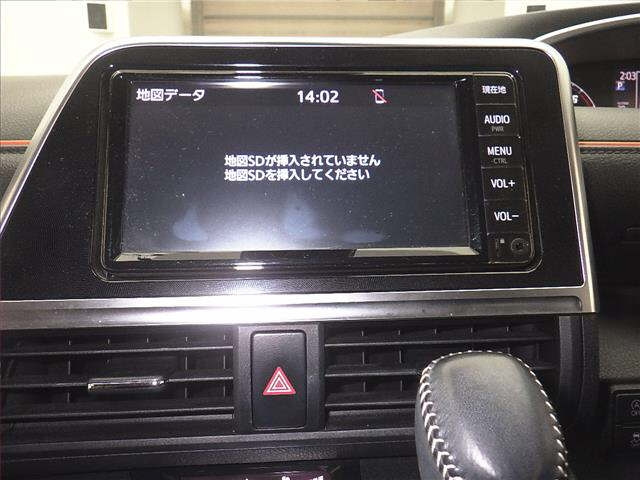 地図データ 14:02
現在地
AUDIO
PWR
MENU
CTRL
VOL+
VOL-
地図SDが挿入されていません
地図SDを挿入してください
2:03
P